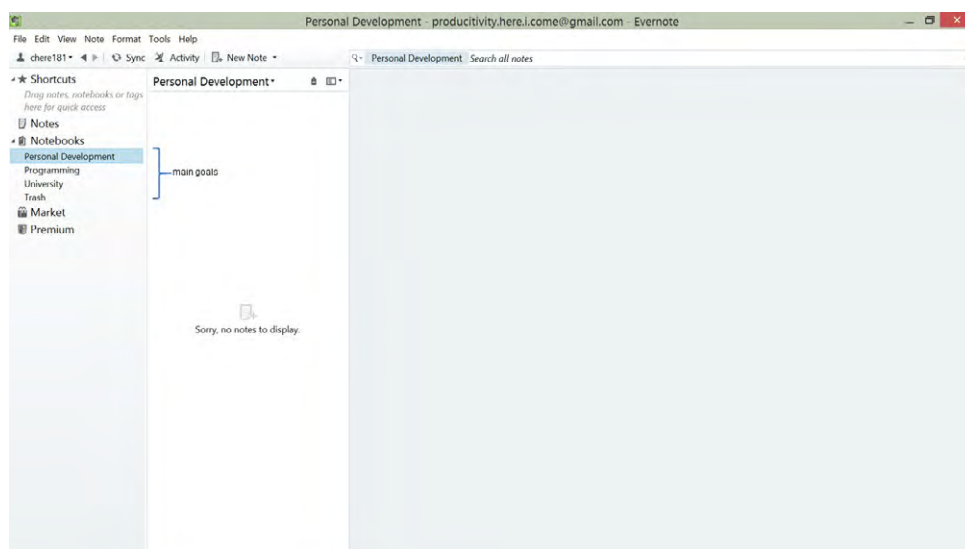 Personal Development - producitivity.here.i.come@gmail.com - Evernote
File Edit View Note Format Tools Help
chere181 Sync Activity New Note Personal Development Search all notes
Shortcuts
Drag notes, notebooks or tags
here for quick access
Notes
Notebooks
Personal Development
Programming
University
Trash
Market
Premium
Personal Development
main goals
Sorry, no notes to display.